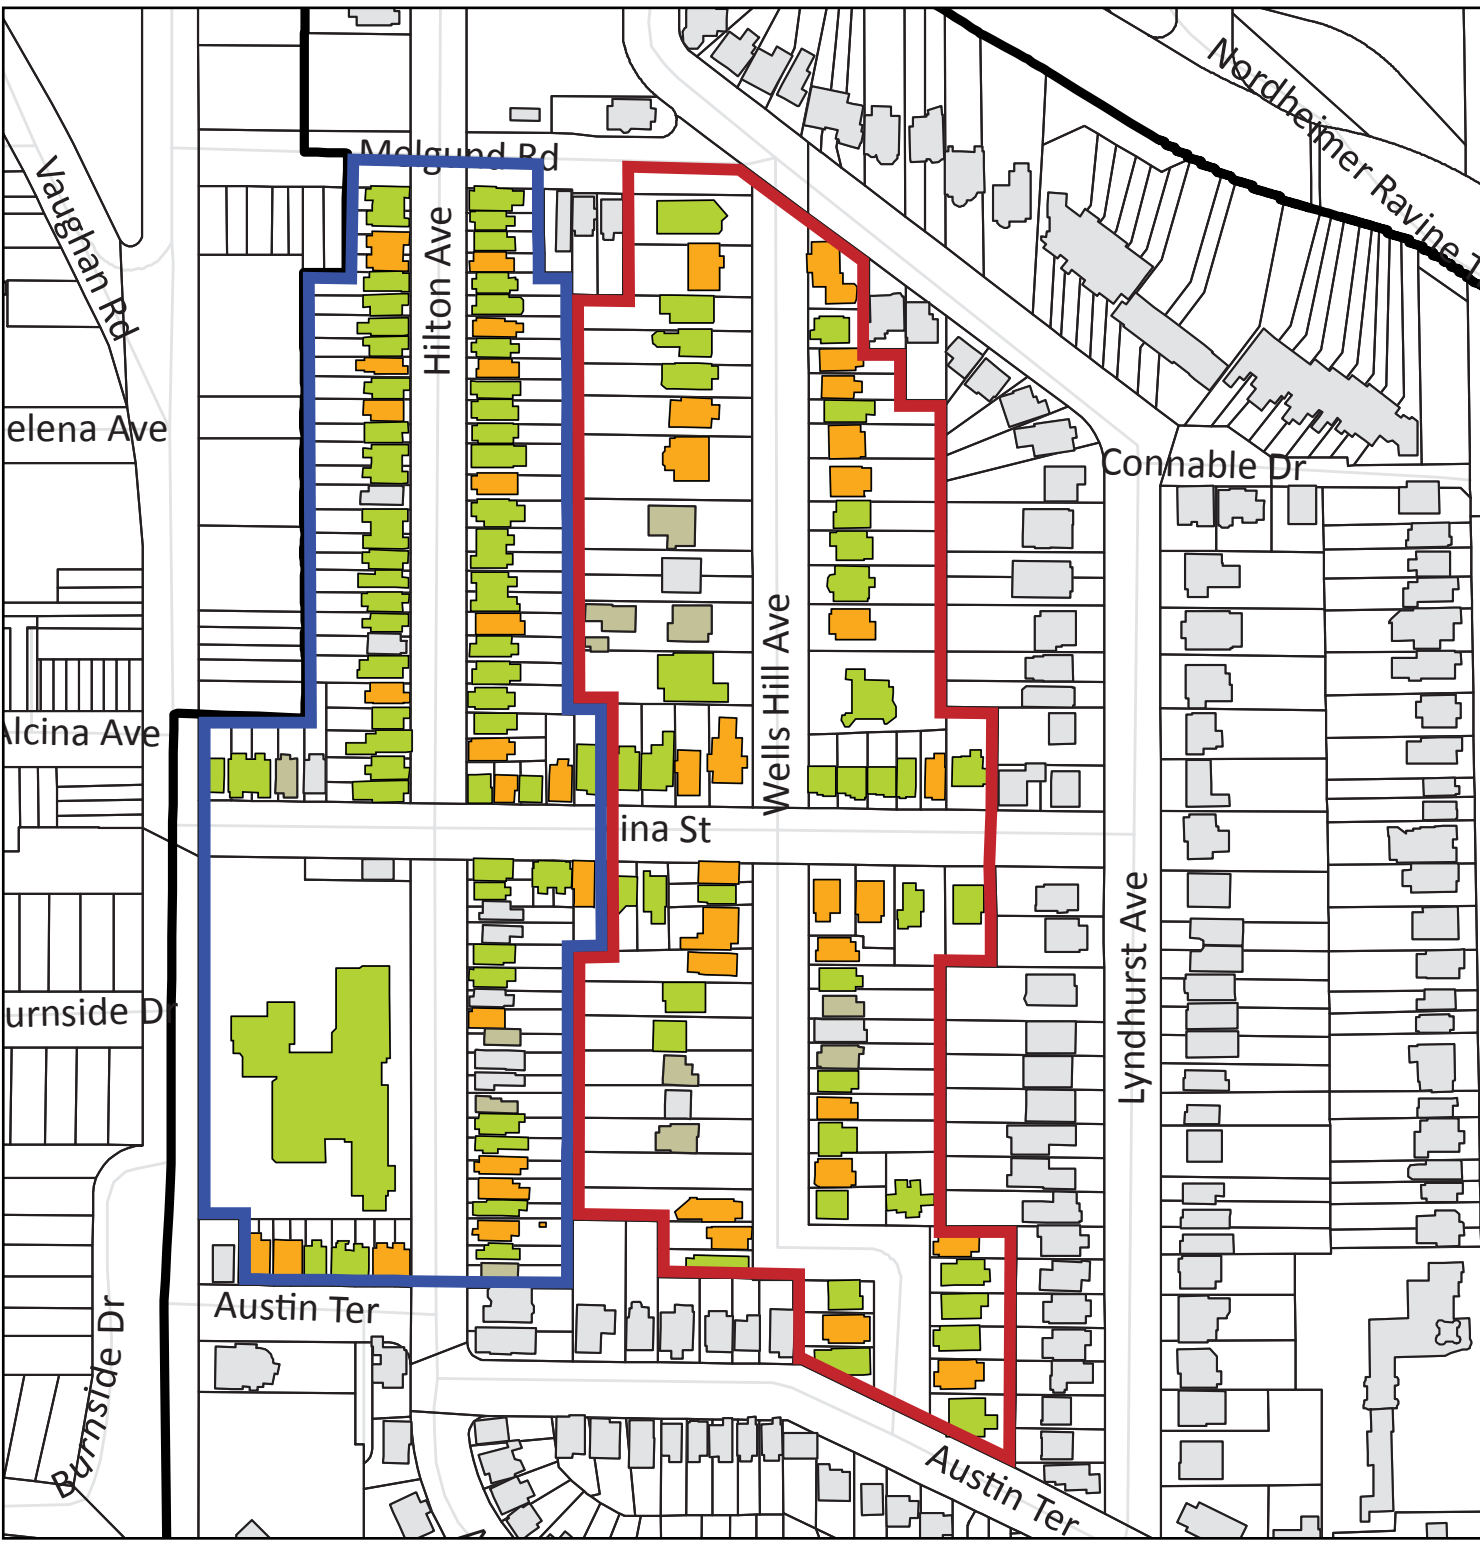 Nordheimer Ravine T
Melgund Rd
Vaughan Rd
Hilton Ave
elena Ave
Connable Dr
Wells Hill Ave
Alcina Ave
ina St
Lyndhurst Ave
urnside Dr
Austin Ter
Burnside Dr
Austin Ter